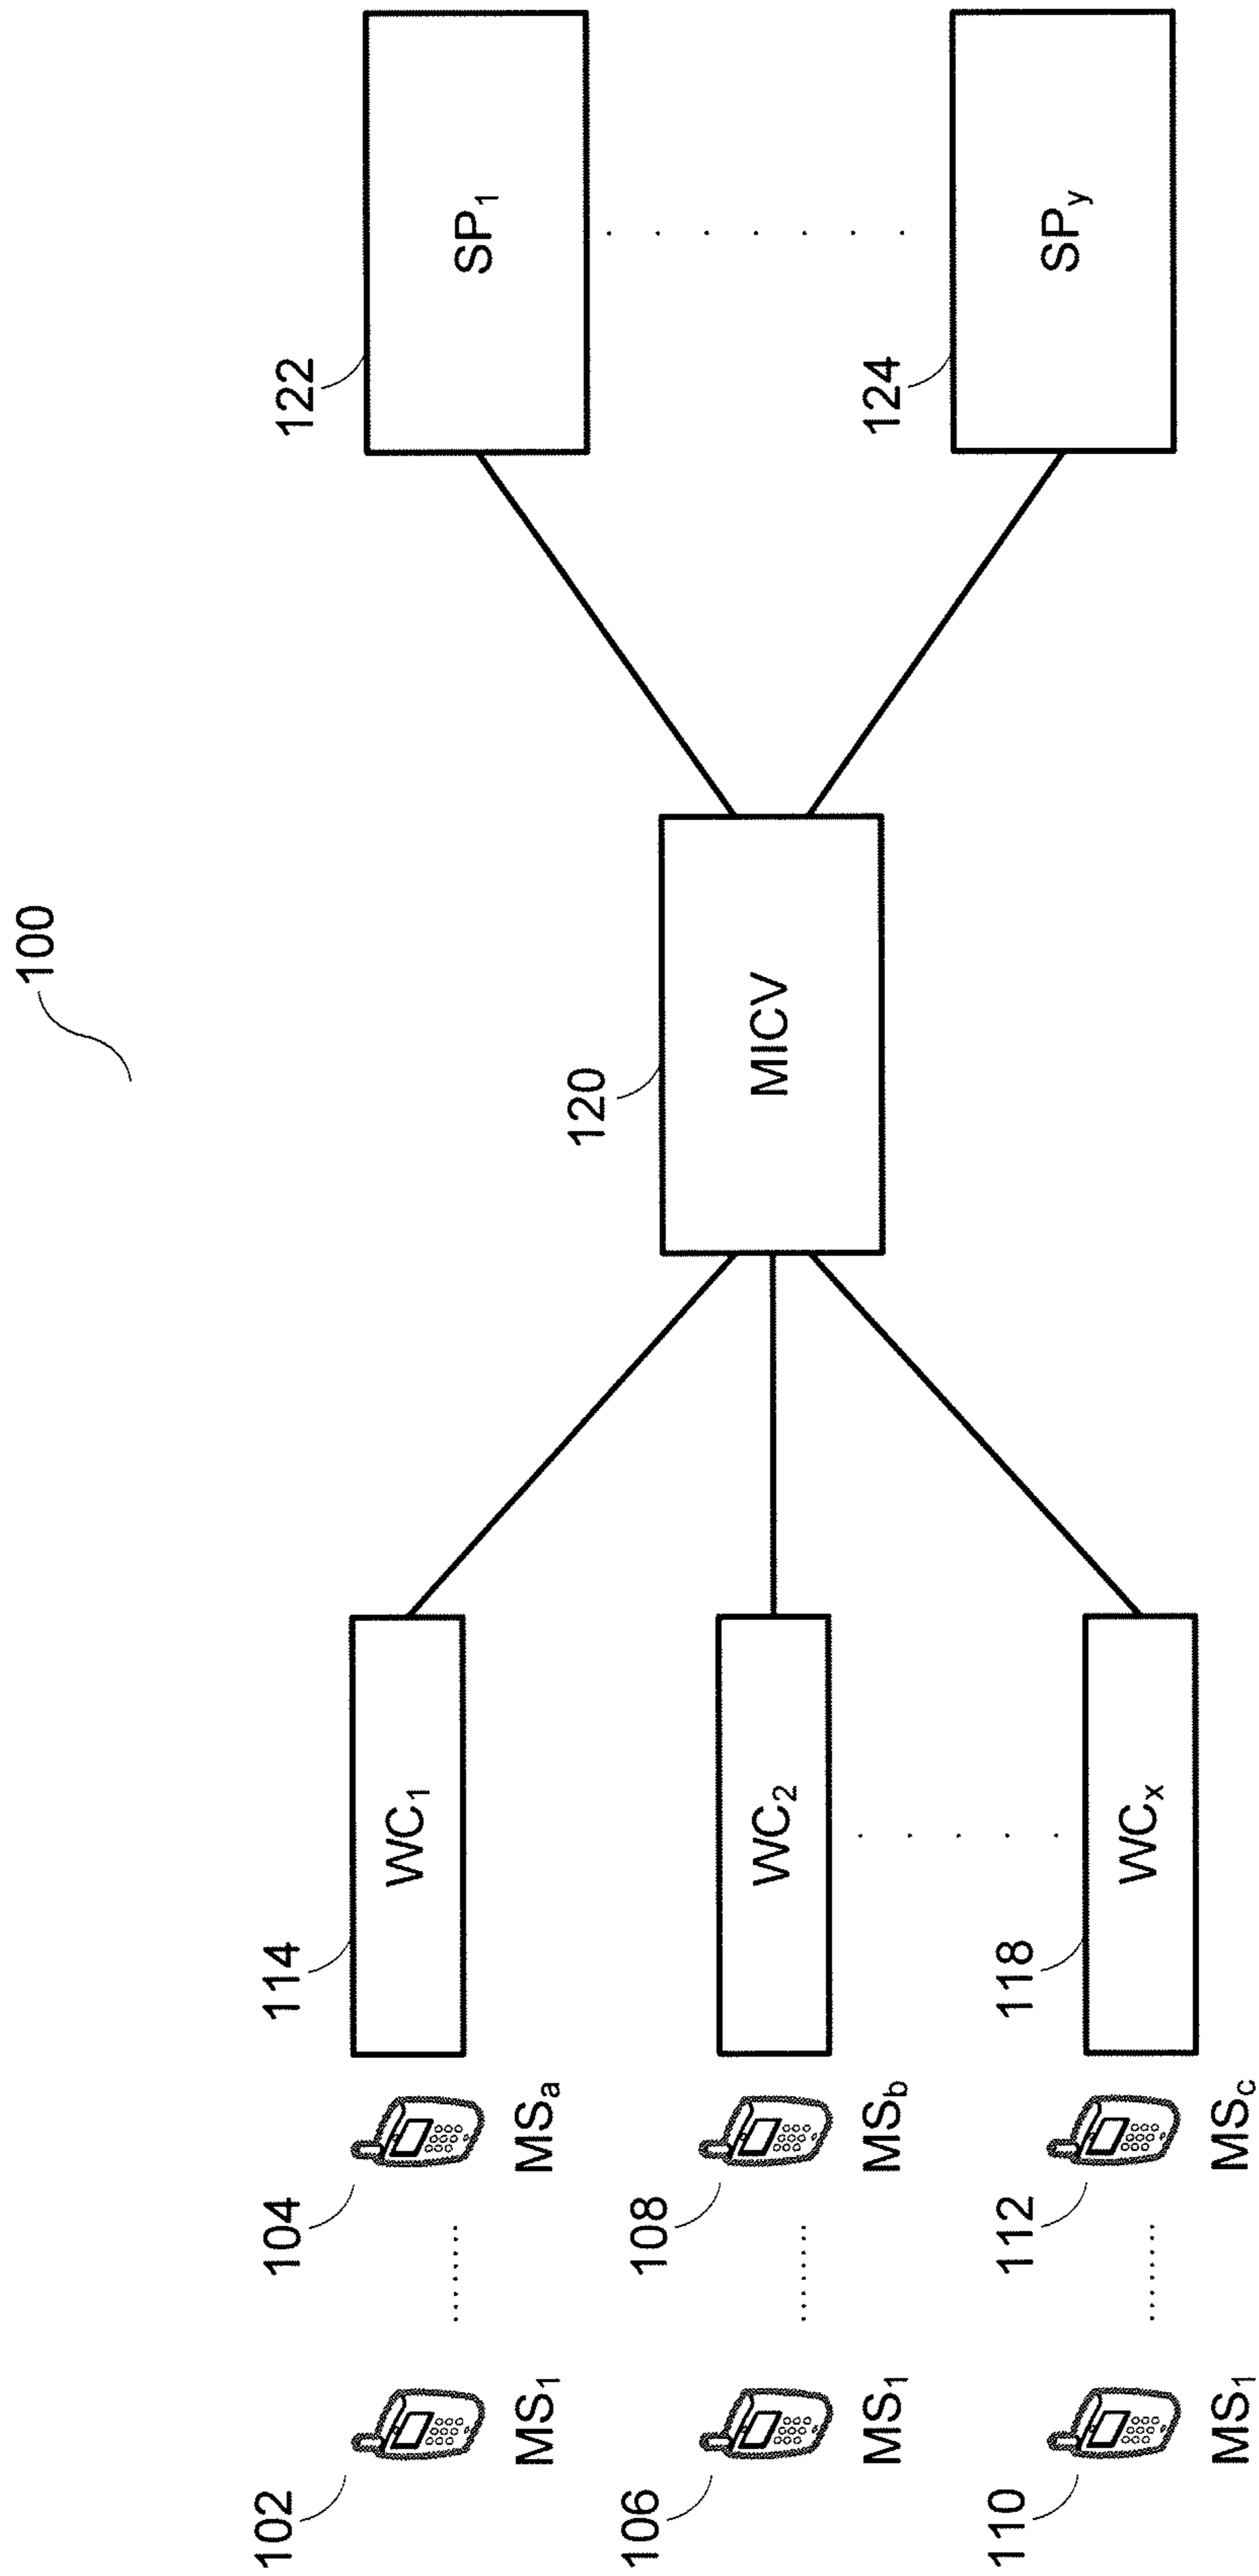 100
102
MS₁
104
MSₐ
114
WC₁
106
MS₁
108
MSb
WC₂
110
MS₁
112
MSc
118
WCₓ
120
MICV
122
SP₁
124
SPy